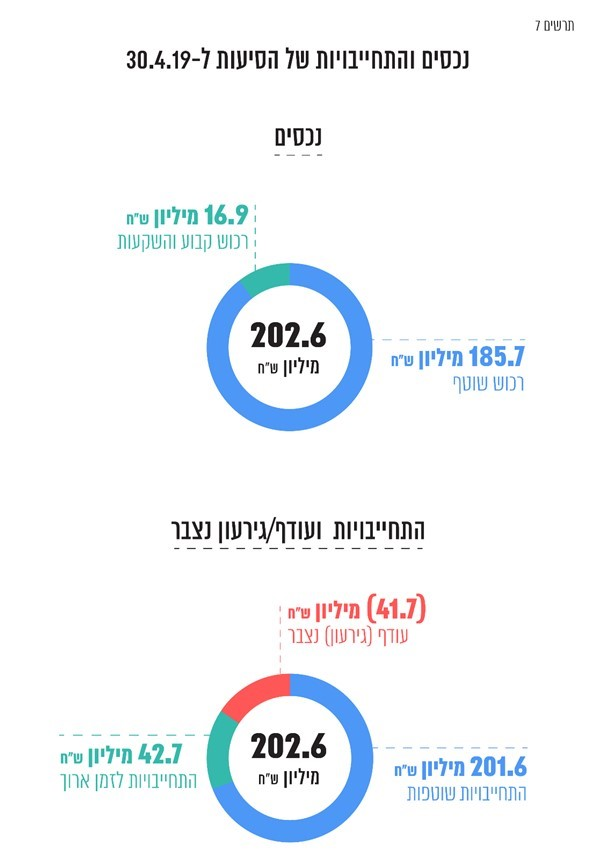 תרשים 7
נכסים והתחייבויות של הסיעות ל-30.4.19
נכסים
16.9 מיליון ש"ח
רכוש קבוע והשקעות
202.6
מיליון ש"ח
185.7 מיליון ש"ח
רכוש שוטף
התחייבויות ועודף/גירעון נצבר
(41.7) מיליון ש"ח
עודף (גירעון) נצבר
202.6
מיליון ש"ח
42.7 מיליון ש"ח
התחייבויות לזמן ארוך
201.6 מיליון ש"ח
התחייבויות שוטפות